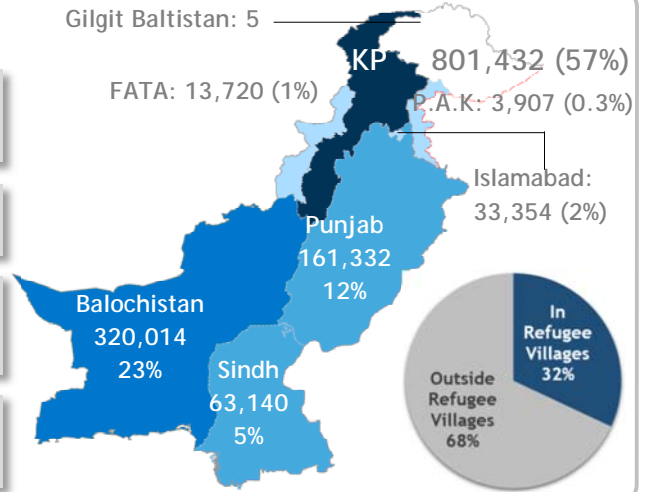 Gilgit Baltistan: 5
KP
801,432 (57%)
FATA: 13,720 (1%)
P.A.K: 3,907 (0.3%)
Islamabad:
33,354 (2%)
Punjab
161,332
12%
Balochistan
320,014
23%
Sindh
63,140
5%
In
Refugee
Villages
32%
Outside
Refugee
Villages
68%